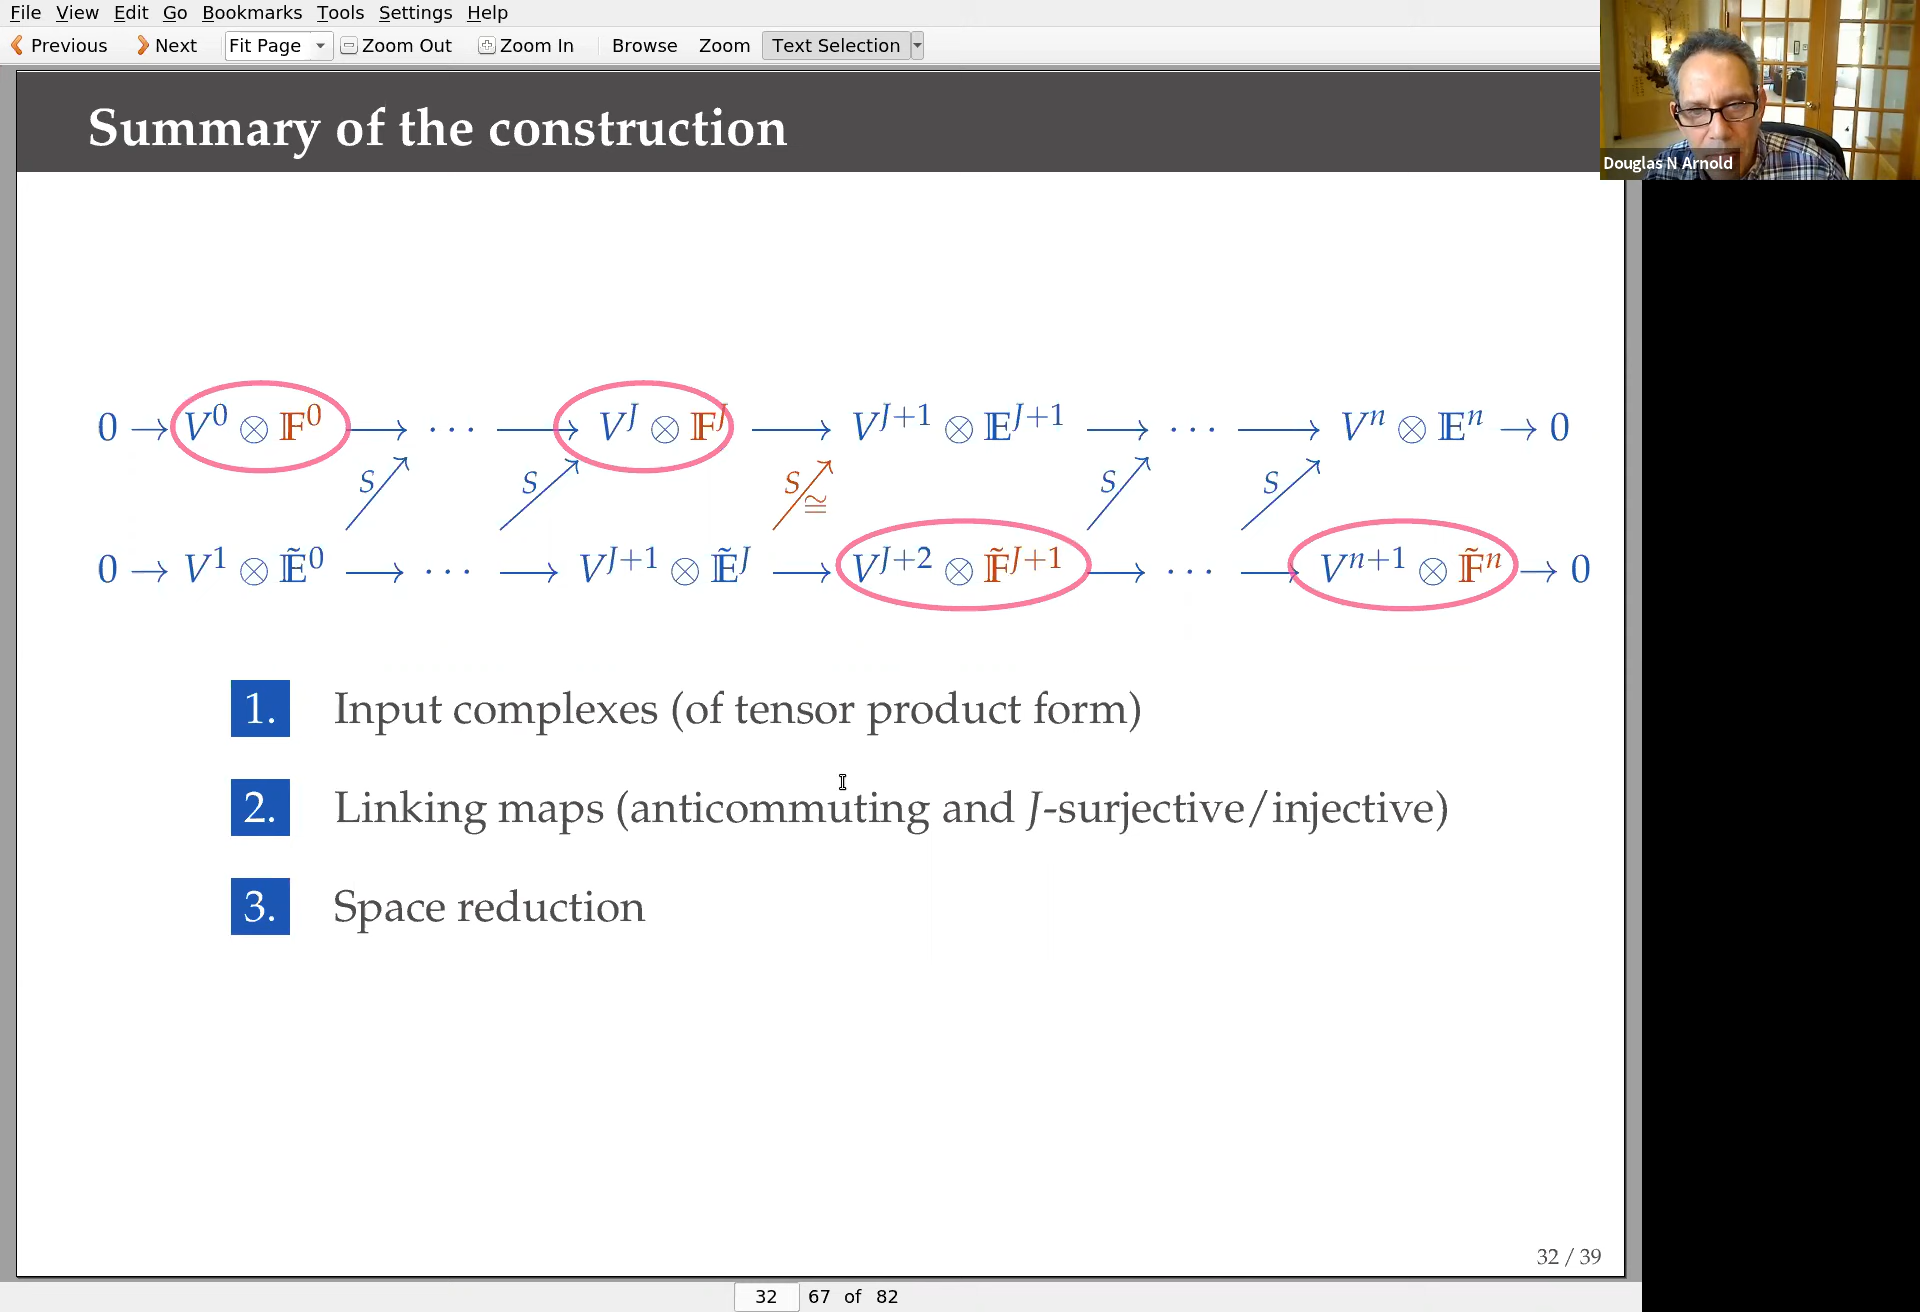 File View Edit Go Bookmarks Tools Settings Help
Previous Next Fit Page Zoom Out Zoom In Browse Zoom Text Selection
Summary of the construction
Douglas N Arnold
0 → V⁰ ⊗ 𝔽⁰ ⟶ ··· ⟶ V^J ⊗ 𝔽^J ⟶ V^{J+1} ⊗ 𝔼^{J+1} ⟶ ··· ⟶ V^n ⊗ 𝔼^n → 0
S S S ≅ S S
0 → V¹ ⊗ 𝔼̃⁰ ⟶ ··· ⟶ V^{J+1} ⊗ 𝔼̃^J ⟶ V^{J+2} ⊗ 𝔽̃^{J+1} ⟶ ··· ⟶ V^{n+1} ⊗ 𝔽̃^n → 0
1. Input complexes (of tensor product form)
2. Linking maps (anticommuting and J-surjective/injective)
3. Space reduction
32 / 39
32 67 of 82